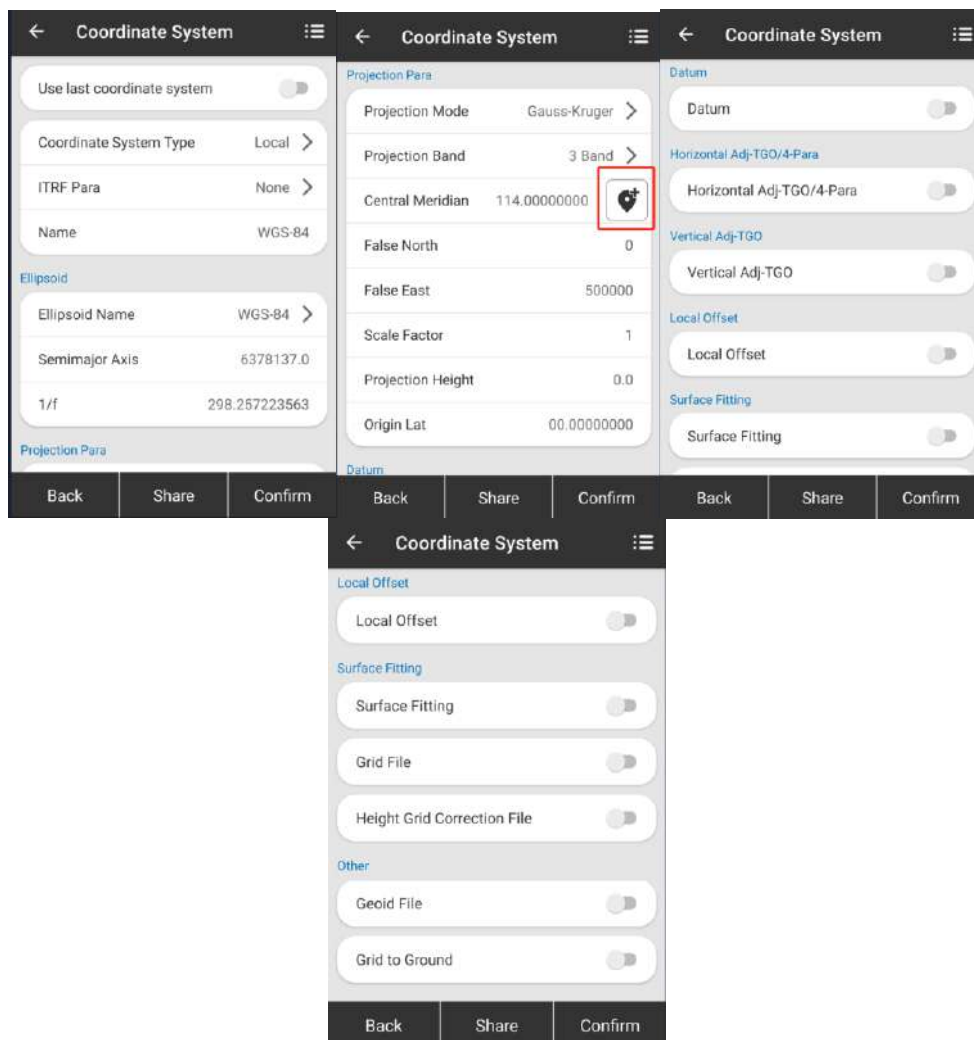 Coordinate System
Use last coordinate system
Coordinate System Type Local
ITRF Para None
Name WGS-84
Ellipsoid
Ellipsoid Name WGS-84
Semimajor Axis 6378137.0
1/f 298.257223563
Projection Para
Back Share Confirm
Coordinate System
Projection Para
Projection Mode Gauss-Kruger
Projection Band 3 Band
Central Meridian 114.00000000
False North 0
False East 500000
Scale Factor 1
Projection Height 0.0
Origin Lat 00.00000000
Datum
Back Share Confirm
Coordinate System
Datum
Datum
Horizontal Adj-TGO/4-Para
Horizontal Adj-TGO/4-Para
Vertical Adj-TGO
Vertical Adj-TGO
Local Offset
Local Offset
Surface Fitting
Surface Fitting
Back Share Confirm
Coordinate System
Local Offset
Local Offset
Surface Fitting
Surface Fitting
Grid File
Height Grid Correction File
Other
Geoid File
Grid to Ground
Back Share Confirm